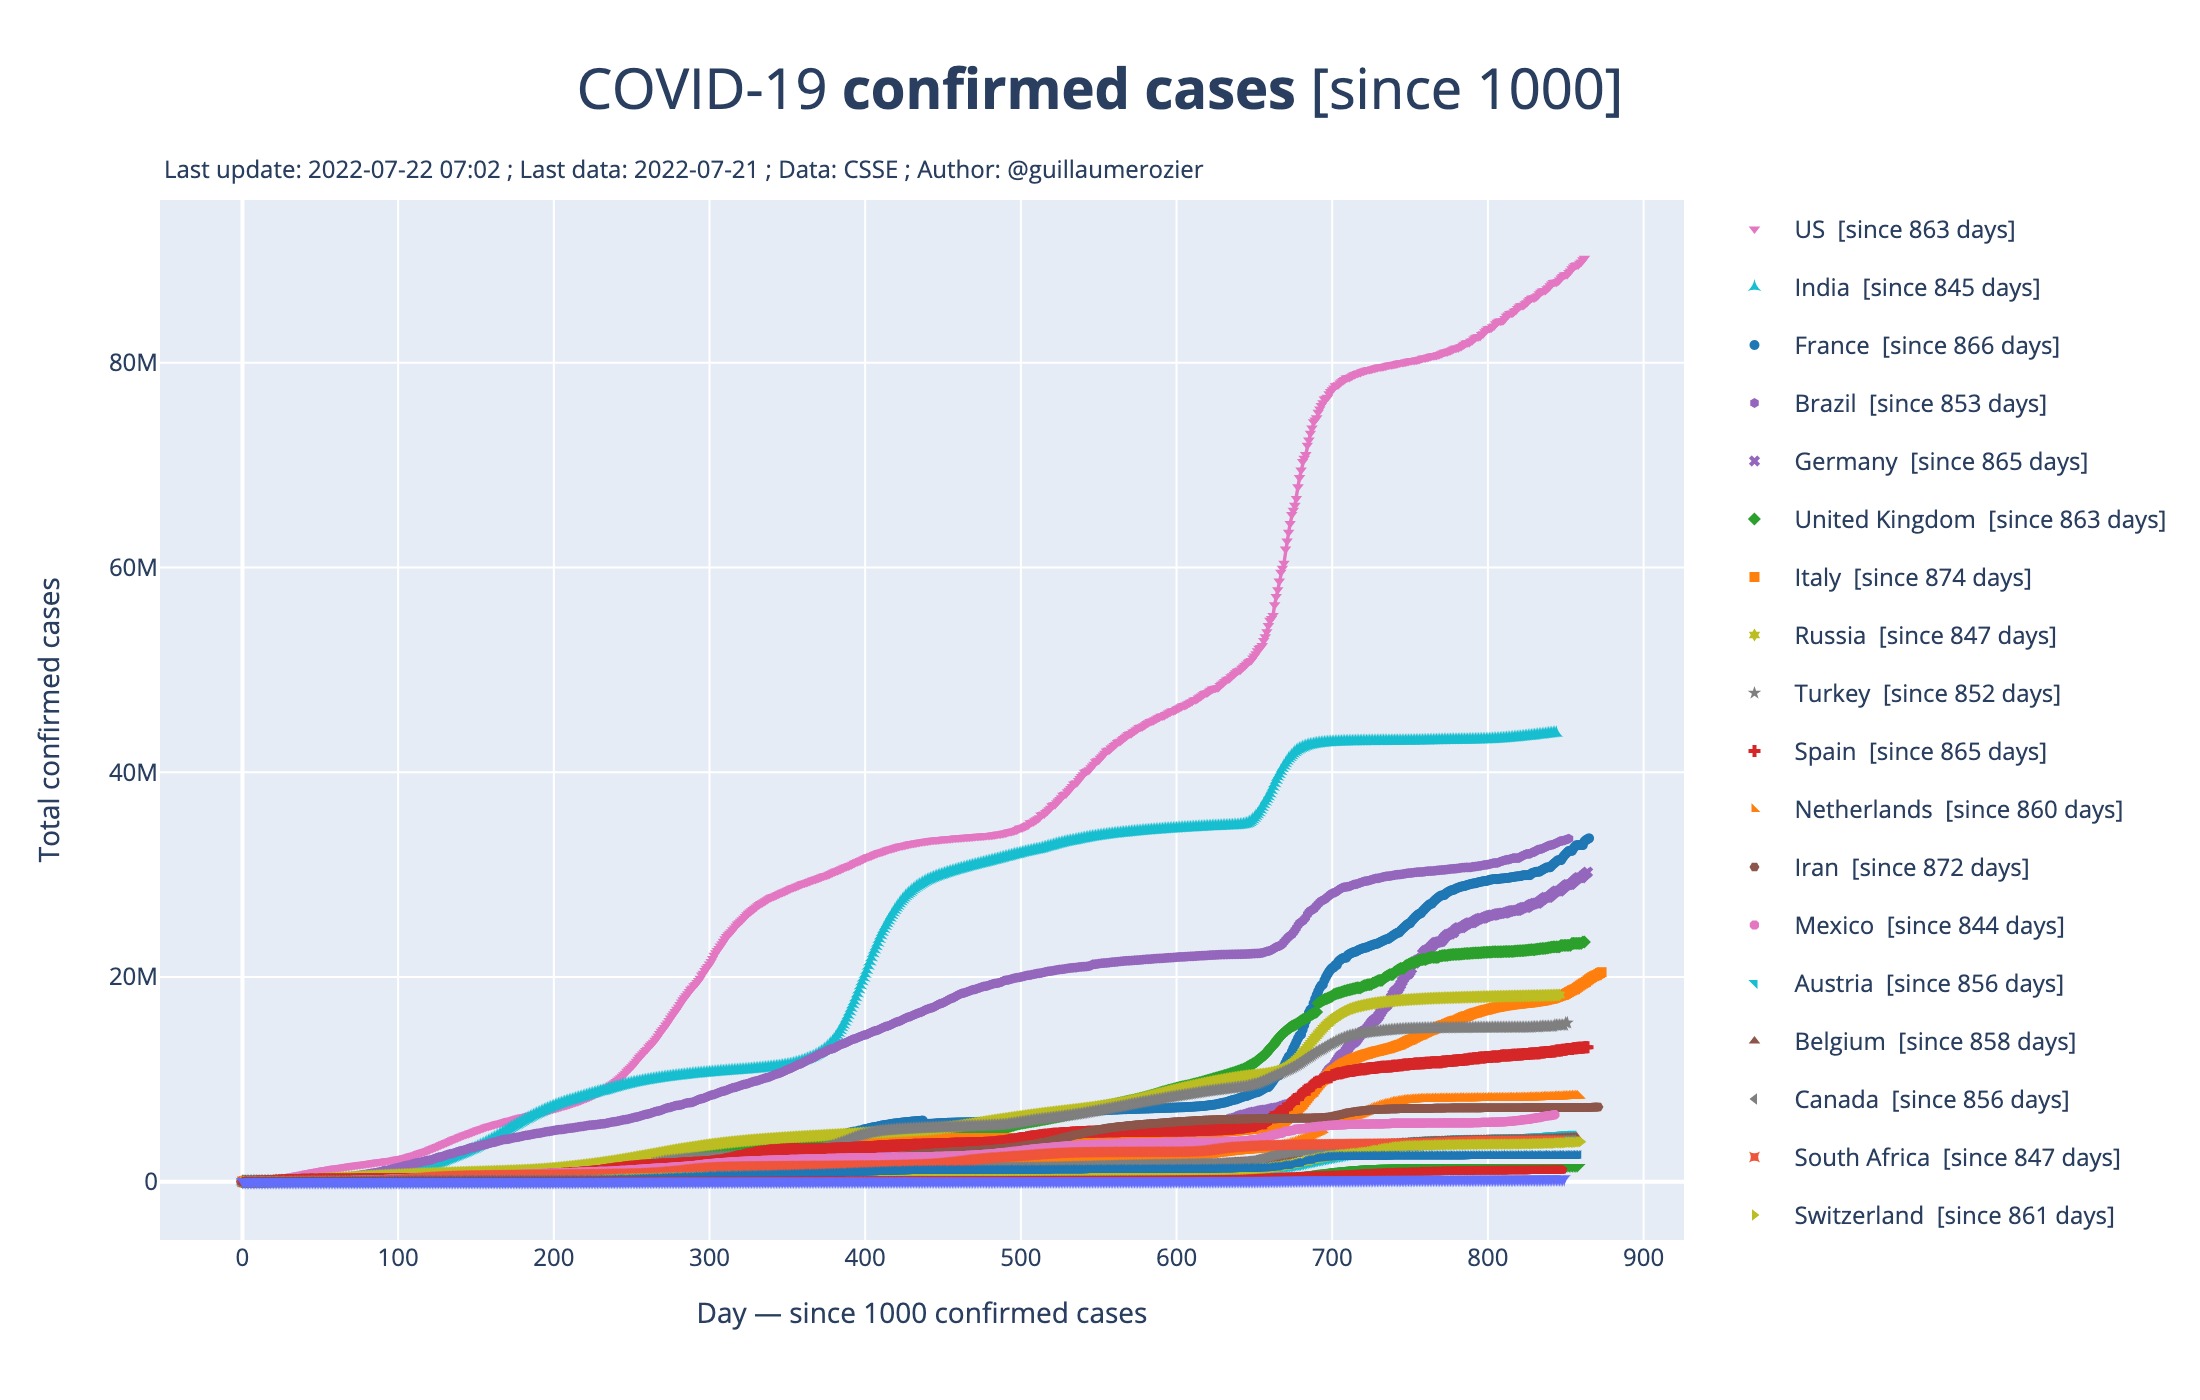 COVID-19 confirmed cases [since 1000]
Last update: 2022-07-22 07:02 ; Last data: 2022-07-21 ; Data: CSSE ; Author: @guillaumerozier
Total confirmed cases
80M
60M
40M
20M
0
0 100 200 300 400 500 600 700 800 900
Day — since 1000 confirmed cases
US [since 863 days]
India [since 845 days]
France [since 866 days]
Brazil [since 853 days]
Germany [since 865 days]
United Kingdom [since 863 days]
Italy [since 874 days]
Russia [since 847 days]
Turkey [since 852 days]
Spain [since 865 days]
Netherlands [since 860 days]
Iran [since 872 days]
Mexico [since 844 days]
Austria [since 856 days]
Belgium [since 858 days]
Canada [since 856 days]
South Africa [since 847 days]
Switzerland [since 861 days]